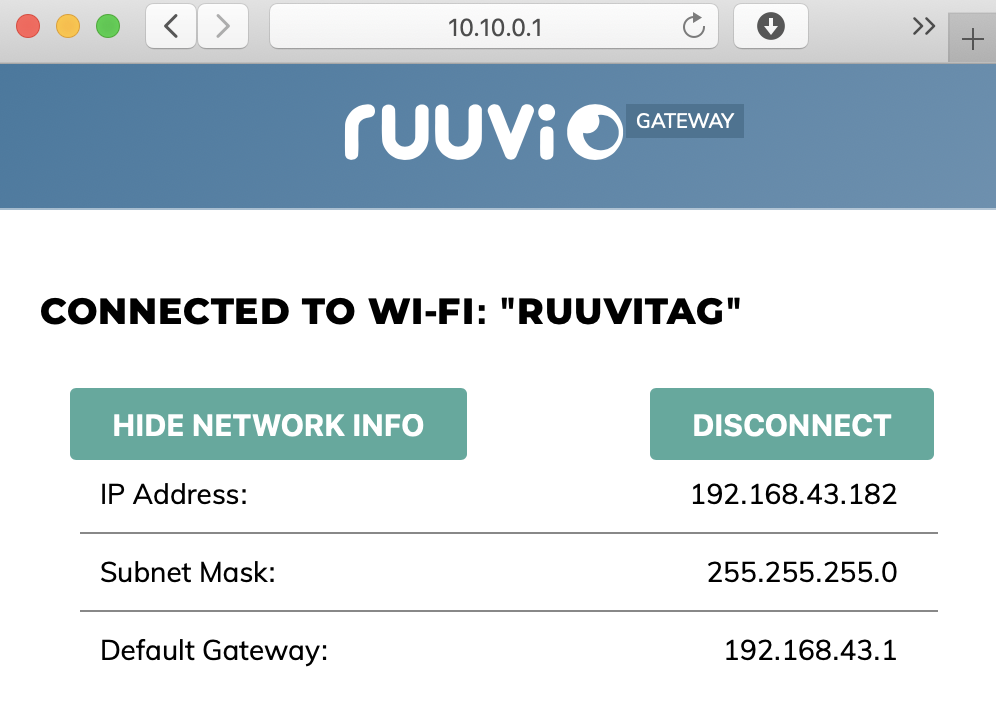 10.10.0.1
ruuvi GATEWAY
CONNECTED TO WI-FI: "RUUVITAG"
HIDE NETWORK INFO DISCONNECT
IP Address: 192.168.43.182
Subnet Mask: 255.255.255.0
Default Gateway: 192.168.43.1